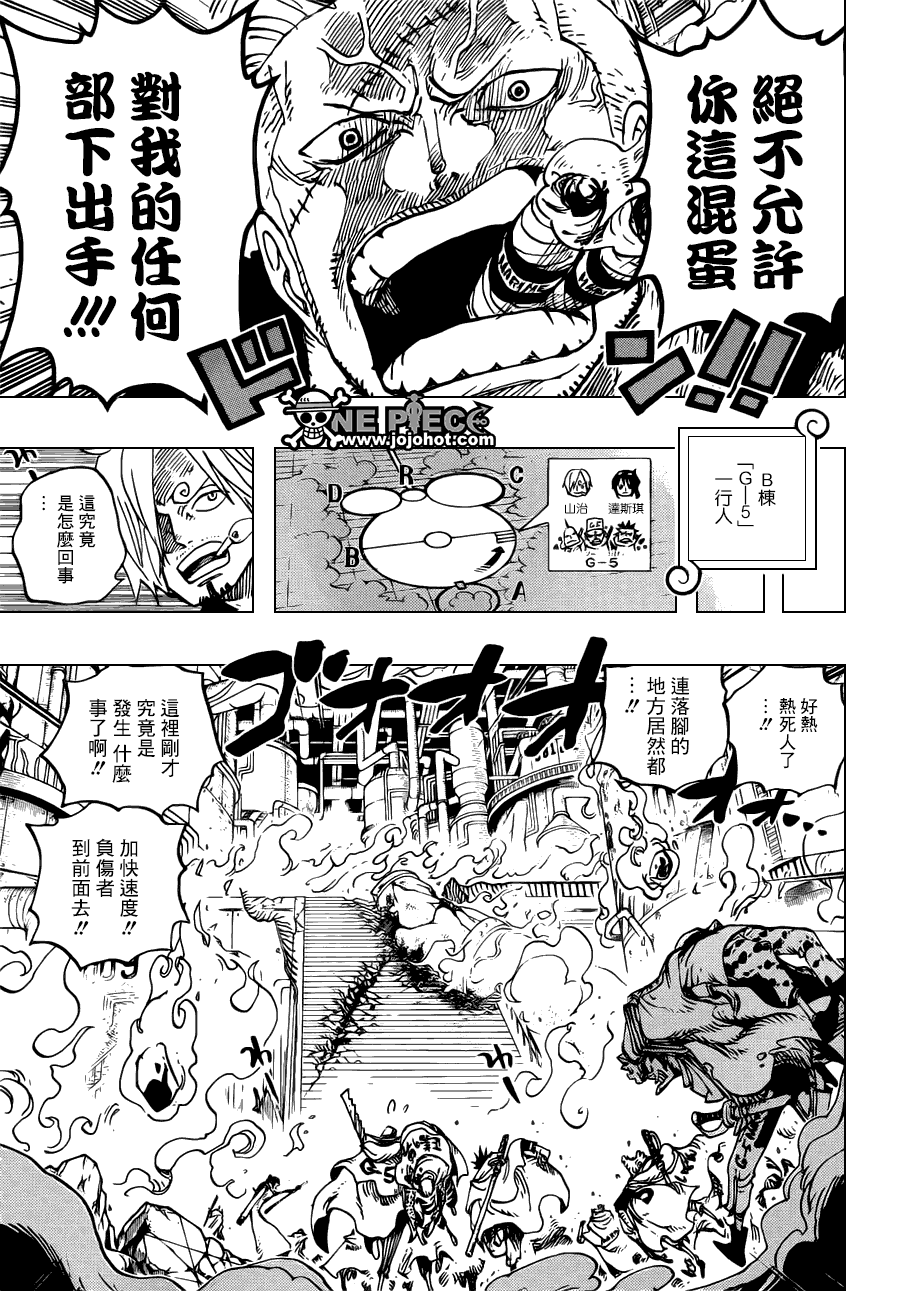 絕不允許
你這混蛋
對我的任何
部下出手!!!
ドン!!
ONE PIECE
www.jojohot.com
B棟
「G—5」
一行人
D
R
C
B
A
山治
達斯琪
G-5
這究竟
是怎麼回事
…
ゴオオオオオ
好熱
熱死人了
…!!
連落腳的
地方居然都
…!!
這裡剛才
究竟是
發生 什麼
事了啊!!
加快速度!!
負傷者
到前面去!!